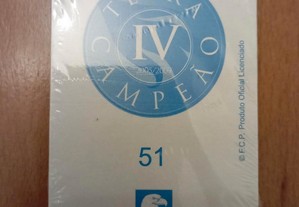 TETRA
IV
CAMPEÃO
51
© F.C.P. Produto Oficial Licenciado